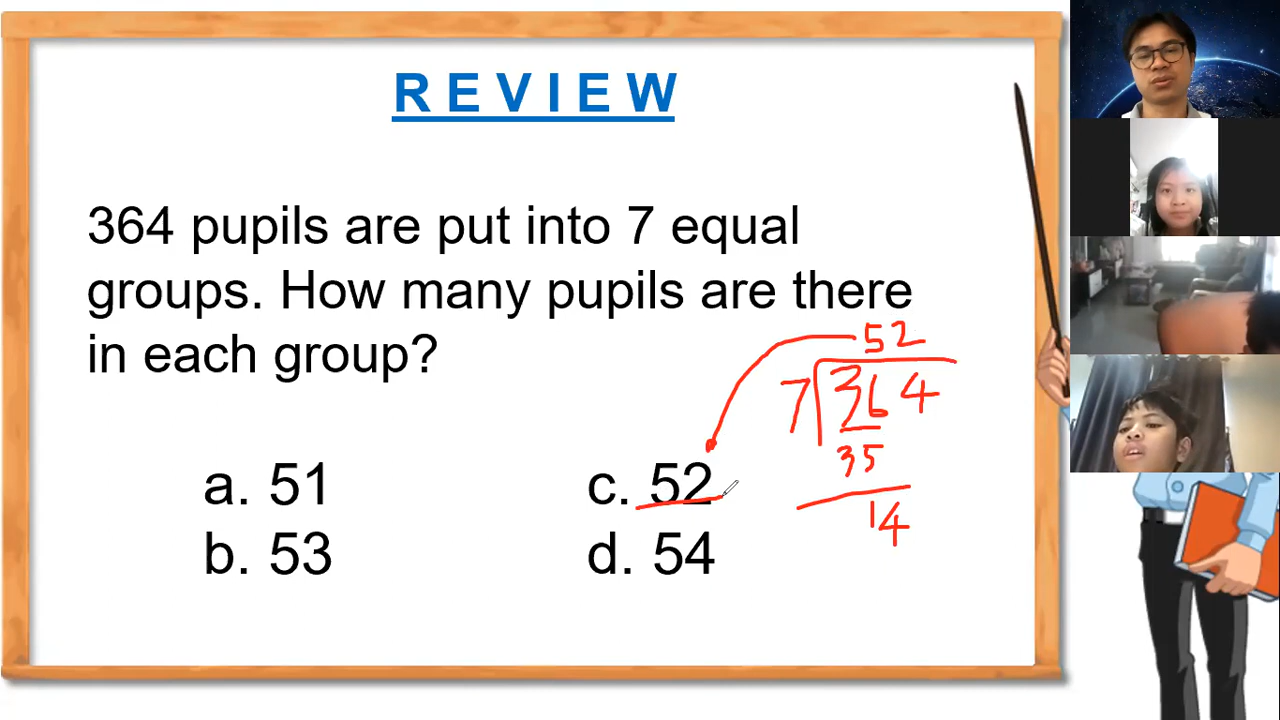 REVIEW
364 pupils are put into 7 equal
groups. How many pupils are there
in each group?
52
7 364
35
14
a. 51
c. 52
b. 53
d. 54